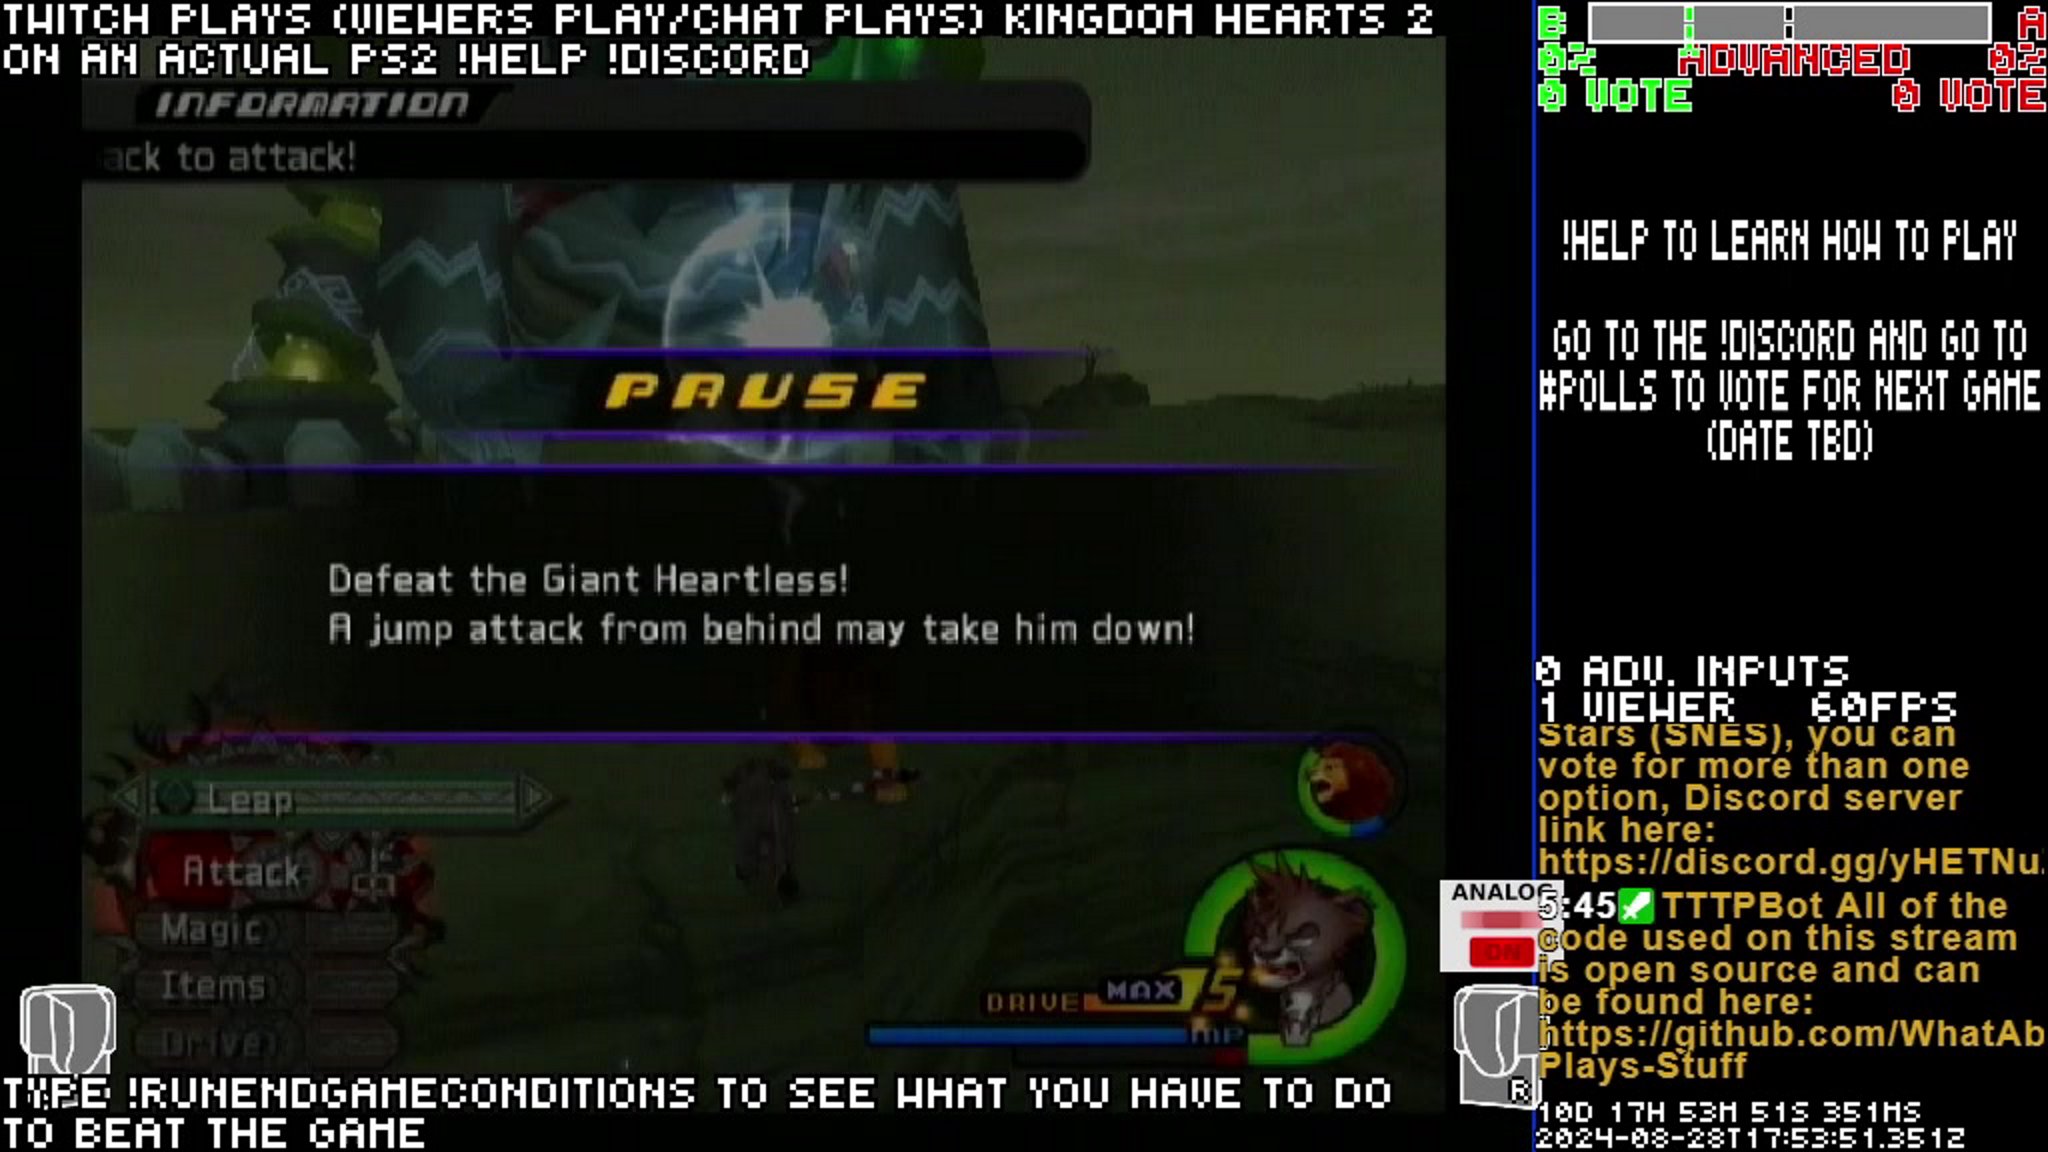 TWITCH PLAYS (VIEWERS PLAY/CHAT PLAYS) KINGDOM HEARTS 2
ON AN ACTUAL PS2 !HELP !DISCORD
INFORMATION
ack to attack!
PAUSE
Defeat the Giant Heartless!
A jump attack from behind may take him down!
Leap
Attack
Magic
Items
Drive
DRIVE MAX 5
MP
TYPE !RUNENDGAMECONDITIONS TO SEE WHAT YOU HAVE TO DO
TO BEAT THE GAME
B A
0% ADVANCED 0%
0 VOTE 0 VOTE
!HELP TO LEARN HOW TO PLAY
GO TO THE !DISCORD AND GO TO
#POLLS TO VOTE FOR NEXT GAME
(DATE TBD)
0 ADV. INPUTS
1 VIEWER 60FPS
Stars (SNES), you can
vote for more than one
option, Discord server
link here:
https://discord.gg/yHETNu
ANALOG
ON
5:45 TTTPBot All of the
code used on this stream
is open source and can
be found here:
https://github.com/WhatAb
Plays-Stuff
R
10D 17H 53M 51S 351MS
2024-08-28T17:53:51.351Z